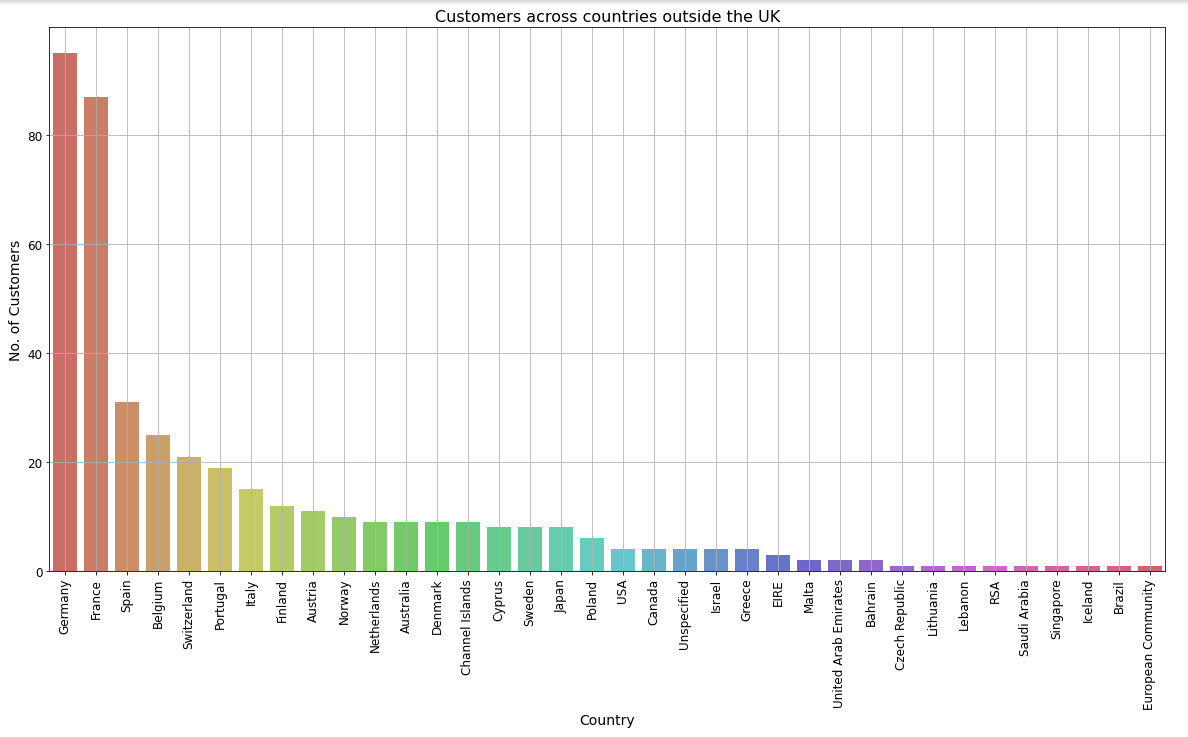 Customers across countries outside the UK
No. of Customers
80
60
40
20
0
Germany
France
Spain
Belgium
Switzerland
Portugal
Italy
Finland
Austria
Norway
Netherlands
Australia
Denmark
Channel Islands
Cyprus
Sweden
Japan
Poland
USA
Canada
Unspecified
Israel
Greece
EIRE
Malta
United Arab Emirates
Bahrain
Czech Republic
Lithuania
Lebanon
RSA
Saudi Arabia
Singapore
Iceland
Brazil
European Community
Country